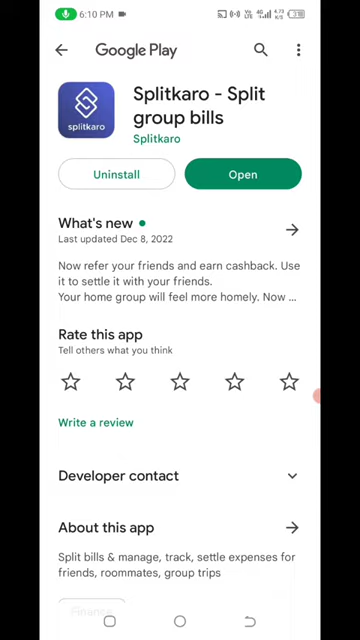 6:10 PM
Google Play
splitkaro
Splitkaro - Split
group bills
Splitkaro
Uninstall
Open
What's new
Last updated Dec 8, 2022
Now refer your friends and earn cashback. Use
it to settle it with your friends.
Your home group will feel more homely. Now ...
Rate this app
Tell others what you think
Write a review
Developer contact
About this app
Split bills & manage, track, settle expenses for
friends, roommates, group trips
Finance